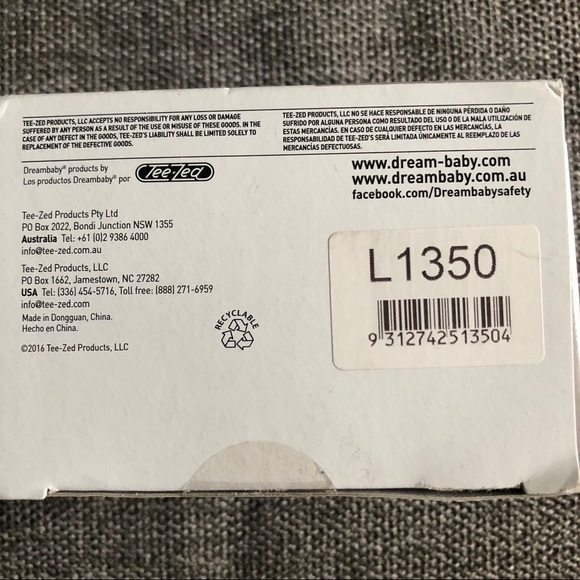 TEE-ZED PRODUCTS, LLC ACCEPTS NO RESPONSIBILITY FOR ANY LOSS OR DAMAGE
SUFFERED BY ANY PERSON AS A RESULT OF THE USE OR MISUSE OF THESE GOODS. IN THE
CASE OF ANY DEFECT IN THE GOODS, TEE-ZED'S LIABILITY SHALL BE LIMITED SOLELY TO
REPLACEMENT OF THE DEFECTIVE GOODS.
TEE-ZED PRODUCTS, LLC NO SE HACE RESPONSABLE DE NINGUNA PÉRDIDA O DAÑO
SUFRIDO POR ALGUNA PERSONA COMO RESULTADO DEL USO O DE LA MALA UTILIZACIÓN DE
ESTAS MERCANCÍAS. EN CASO DE CUALQUIER DEFECTO EN LAS MERCANCÍAS, LA
RESPONSABILIDAD DE TEE-ZED'S SERÁ LIMITADA ÚNICAMENTE AL REEMPLAZO DE LAS
MERCANCÍAS DEFECTUOSAS.
Dreambaby® products by
Los productos Dreambaby® por
Tee-Zed
www.dream-baby.com
www.dream-baby.com.au
facebook.com/Dreambabysafety
Tee-Zed Products Pty Ltd
PO Box 2022, Bondi Junction NSW 1355
Australia Tel: +61 (0)2 9386 4000
info@tee-zed.com.au
Tee-Zed Products, LLC
PO Box 1662, Jamestown, NC 27282
USA Tel: (336) 454-5716, Toll free: (888) 271-6959
info@tee-zed.com
Made in Dongguan, China.
Hecho en China.
©2016 Tee-Zed Products, LLC
RECYCLABLE
L1350
9 312742 513504